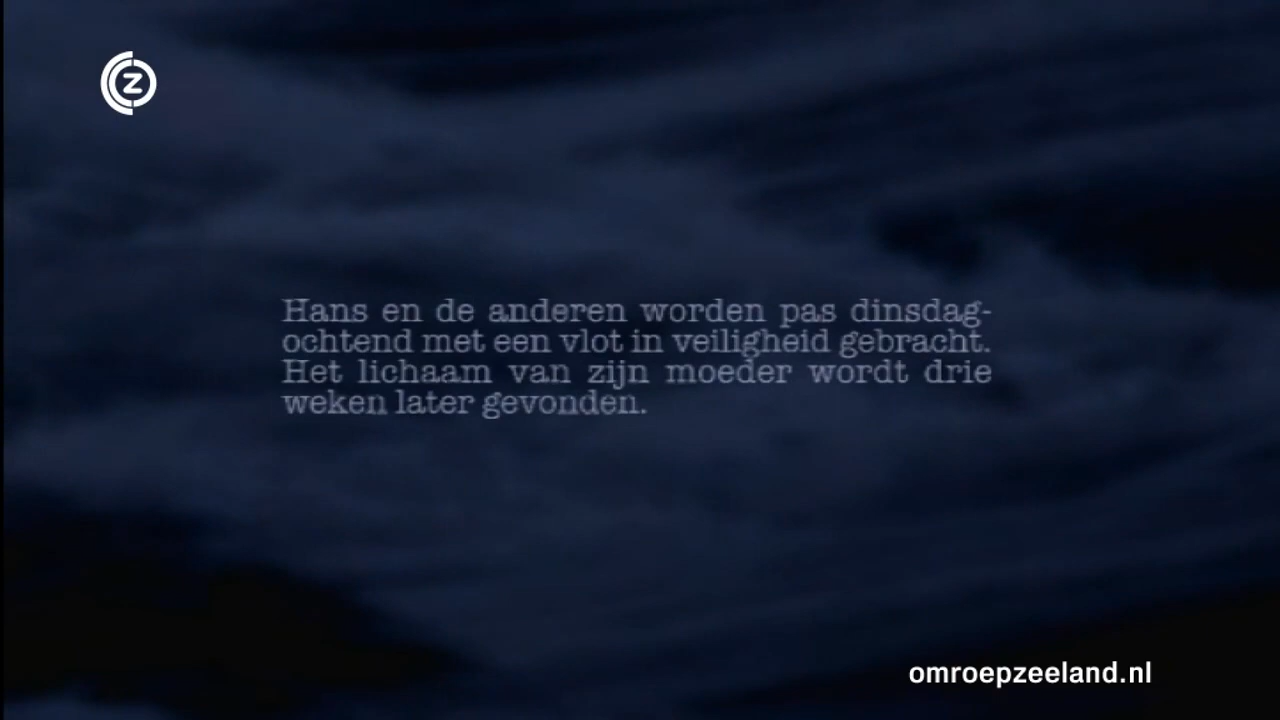 Z
Hans en de anderen worden pas dinsdag-
ochtend met een vlot in veiligheid gebracht.
Het lichaam van zijn moeder wordt drie
weken later gevonden.
omroepzeeland.nl